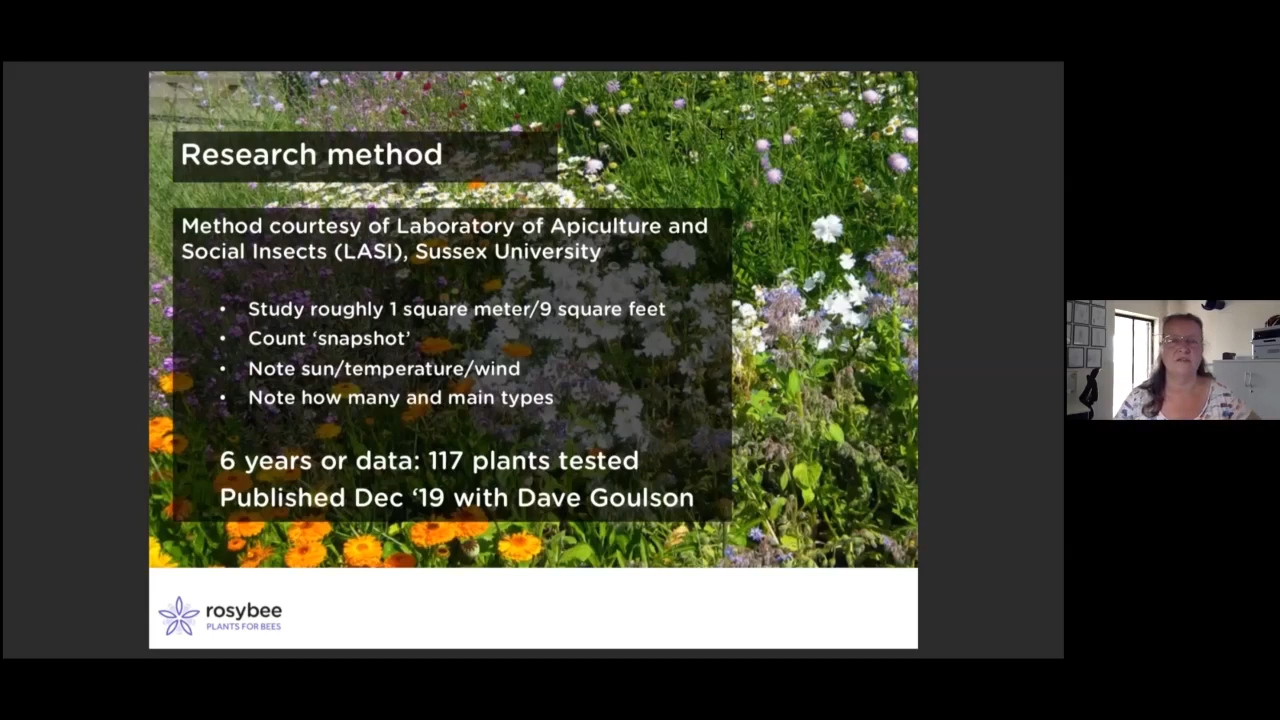 Research method
Method courtesy of Laboratory of Apiculture and
Social Insects (LASI), Sussex University
• Study roughly 1 square meter/9 square feet
• Count ‘snapshot’
• Note sun/temperature/wind
• Note how many and main types
6 years or data: 117 plants tested
Published Dec ‘19 with Dave Goulson
rosybee
PLANTS FOR BEES